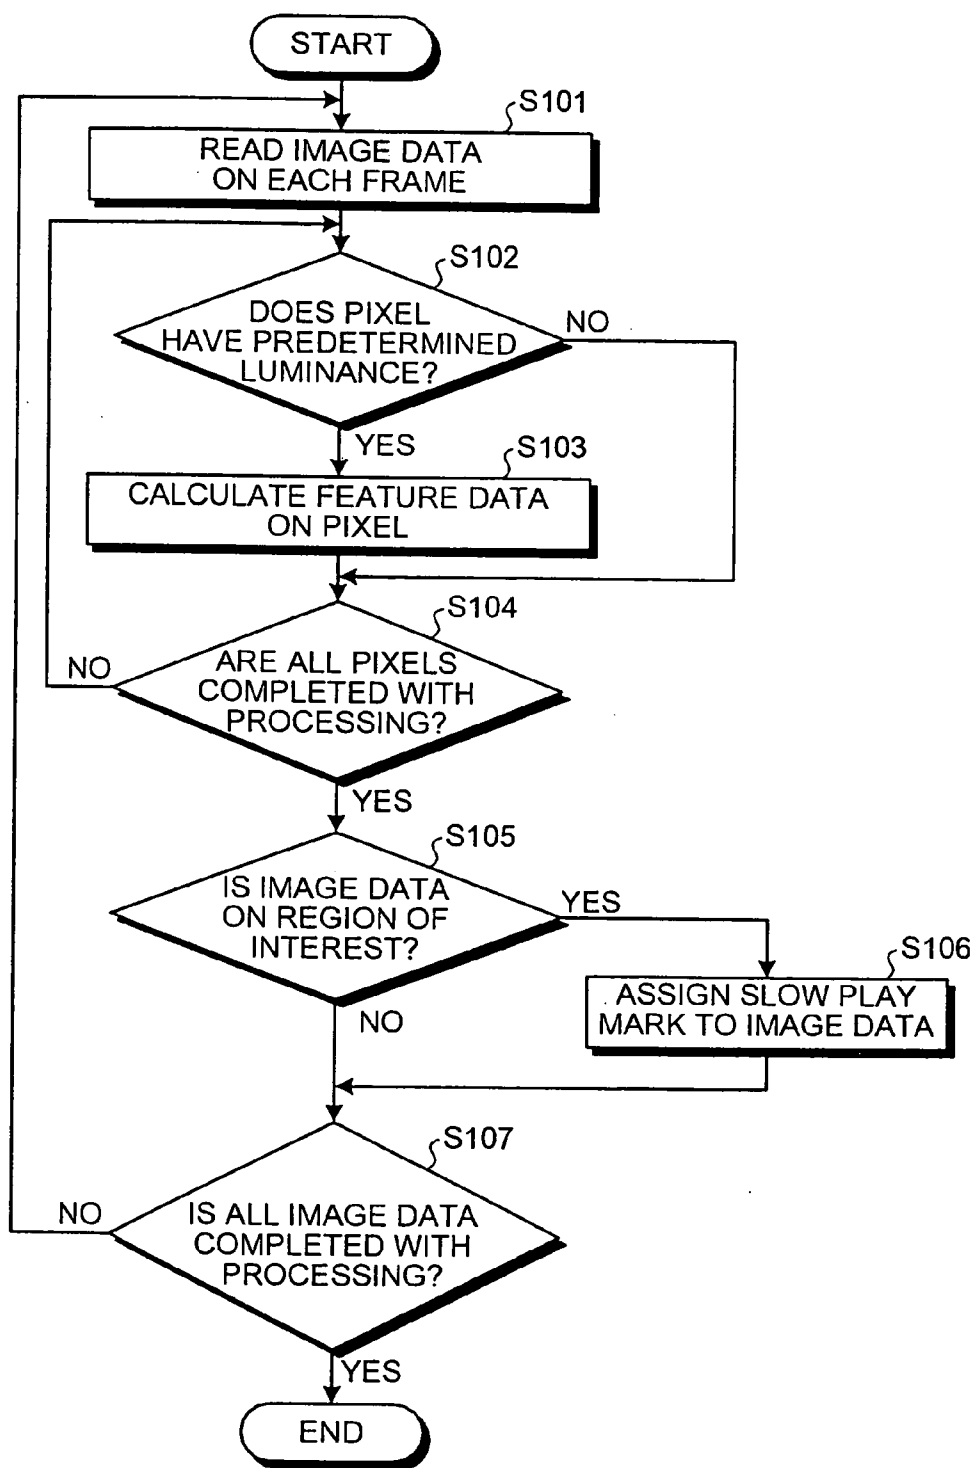 START
S101
READ IMAGE DATA
ON EACH FRAME
S102
DOES PIXEL
HAVE PREDETERMINED
LUMINANCE?
NO
YES
S103
CALCULATE FEATURE DATA
ON PIXEL
S104
NO
ARE ALL PIXELS
COMPLETED WITH
PROCESSING?
YES
S105
IS IMAGE DATA
ON REGION OF
INTEREST?
YES
S106
ASSIGN SLOW PLAY
MARK TO IMAGE DATA
NO
S107
NO
IS ALL IMAGE DATA
COMPLETED WITH
PROCESSING?
YES
END